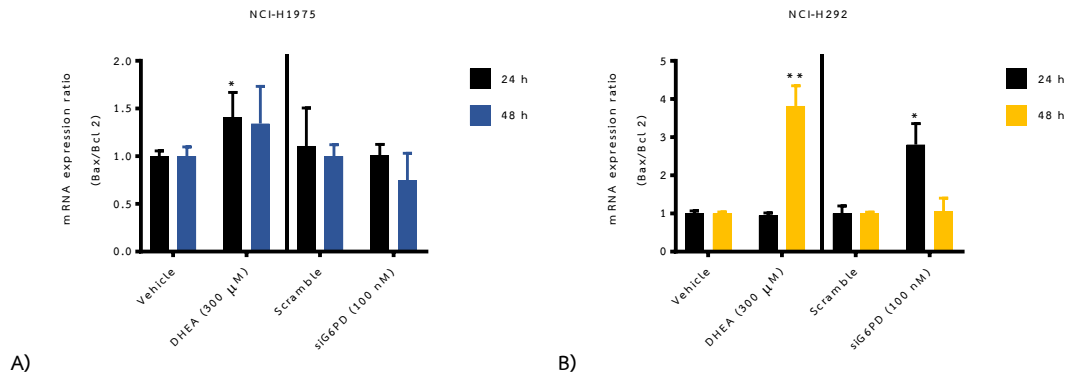 NCI-H1975
mRNA expression ratio
(Bax/Bcl 2)
2.0
1.5
1.0
0.5
0.0
*
Vehicle
DHEA (300 µM)
Scramble
siG6PD (100 nM)
24 h
48 h
A)
NCI-H292
mRNA expression ratio
(Bax/Bcl 2)
5
4
3
2
1
0
**
*
Vehicle
DHEA (300 µM)
Scramble
siG6PD (100 nM)
24 h
48 h
B)